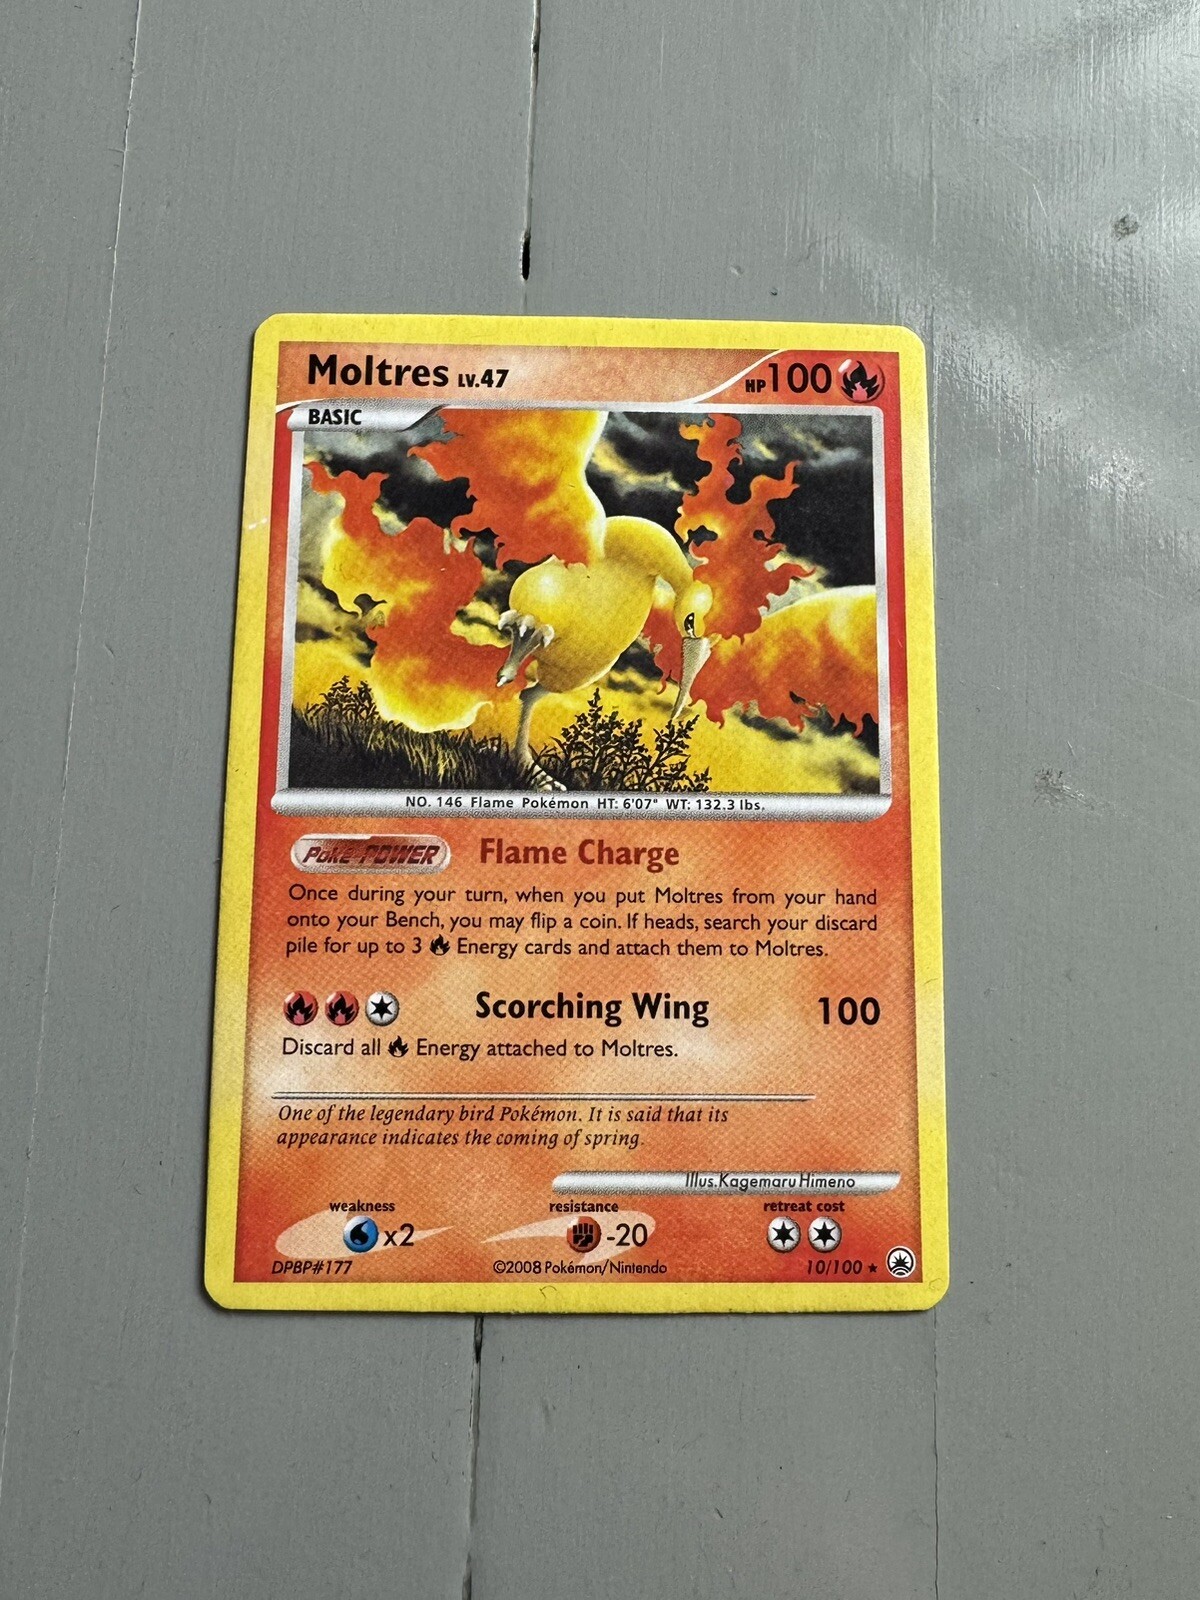 Moltres LV.47
HP 100
BASIC
NO. 146 Flame Pokémon HT: 6'07" WT: 132.3 lbs.
Poké-POWER Flame Charge
Once during your turn, when you put Moltres from your hand
onto your Bench, you may flip a coin. If heads, search your discard
pile for up to 3 Energy cards and attach them to Moltres.
Scorching Wing 100
Discard all Energy attached to Moltres.
One of the legendary bird Pokémon. It is said that its
appearance indicates the coming of spring.
Illus. Kagemaru Himeno
weakness resistance retreat cost
x2 -20
DPBP#177 ©2008 Pokémon/Nintendo 10/100 ★